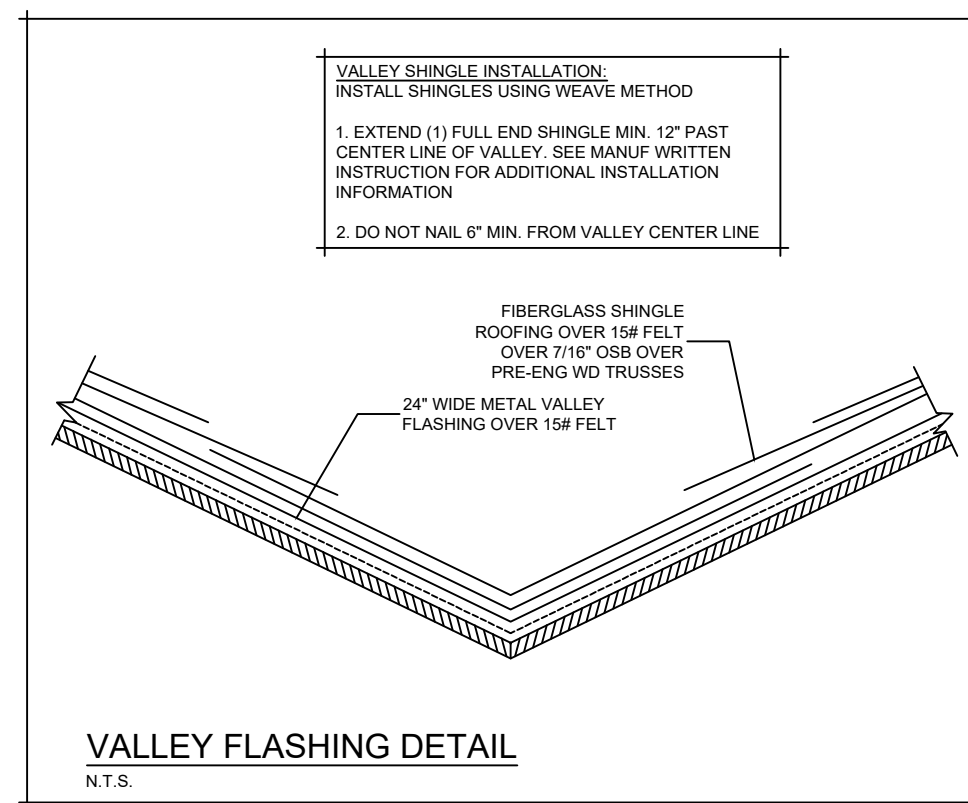 VALLEY SHINGLE INSTALLATION:
INSTALL SHINGLES USING WEAVE METHOD
1. EXTEND (1) FULL END SHINGLE MIN. 12" PAST
CENTER LINE OF VALLEY. SEE MANUF WRITTEN
INSTRUCTION FOR ADDITIONAL INSTALLATION
INFORMATION
2. DO NOT NAIL 6" MIN. FROM VALLEY CENTER LINE
FIBERGLASS SHINGLE
ROOFING OVER 15# FELT
OVER 7/16" OSB OVER
PRE-ENG WD TRUSSES
24" WIDE METAL VALLEY
FLASHING OVER 15# FELT
VALLEY FLASHING DETAIL
N.T.S.